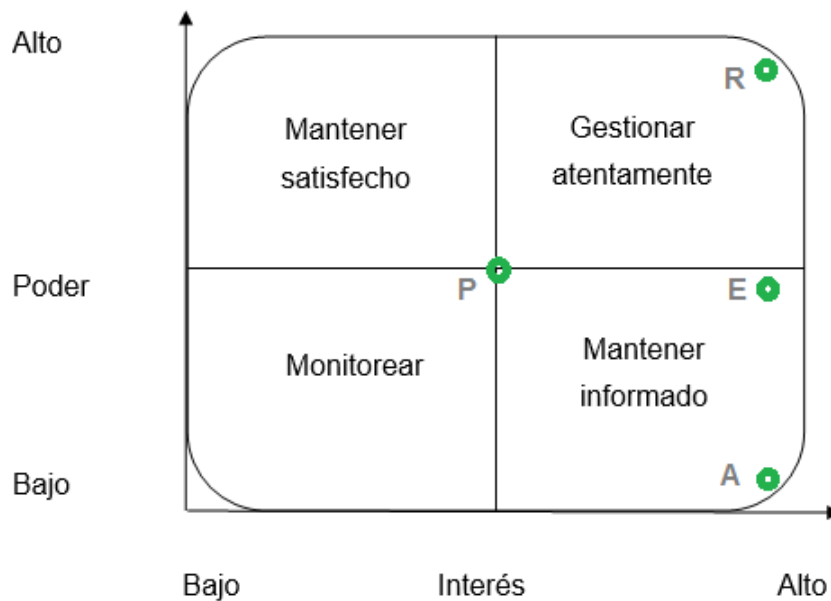 Alto
R
Mantener
satisfecho
Gestionar
atentamente
Poder
P
E
Monitorear
Mantener
informado
Bajo
A
Bajo
Interés
Alto